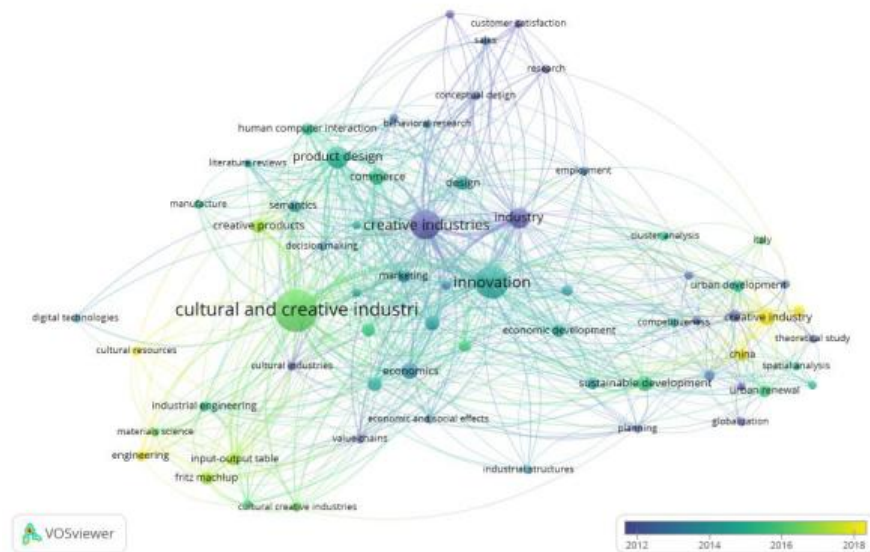 customer satisfaction
sales
research
conceptual design
human computer interaction
behavioral research
literature reviews
product design
commerce
design
employment
manufacture
semantics
creative products
creative industries
industry
decision making
cluster analysis
italy
marketing
innovation
urban development
cultural and creative industri
digital technologies
economic development
competitiveness
creative industry
theoretical study
cultural resources
cultural industries
economics
china
spatial analysis
sustainable development
urban renewal
industrial engineering
economic and social effects
planning
globalization
materials science
value chains
engineering
input-output table
industrial structures
fritz machlup
cultural creative industries
VOSviewer
2012 2014 2016 2018